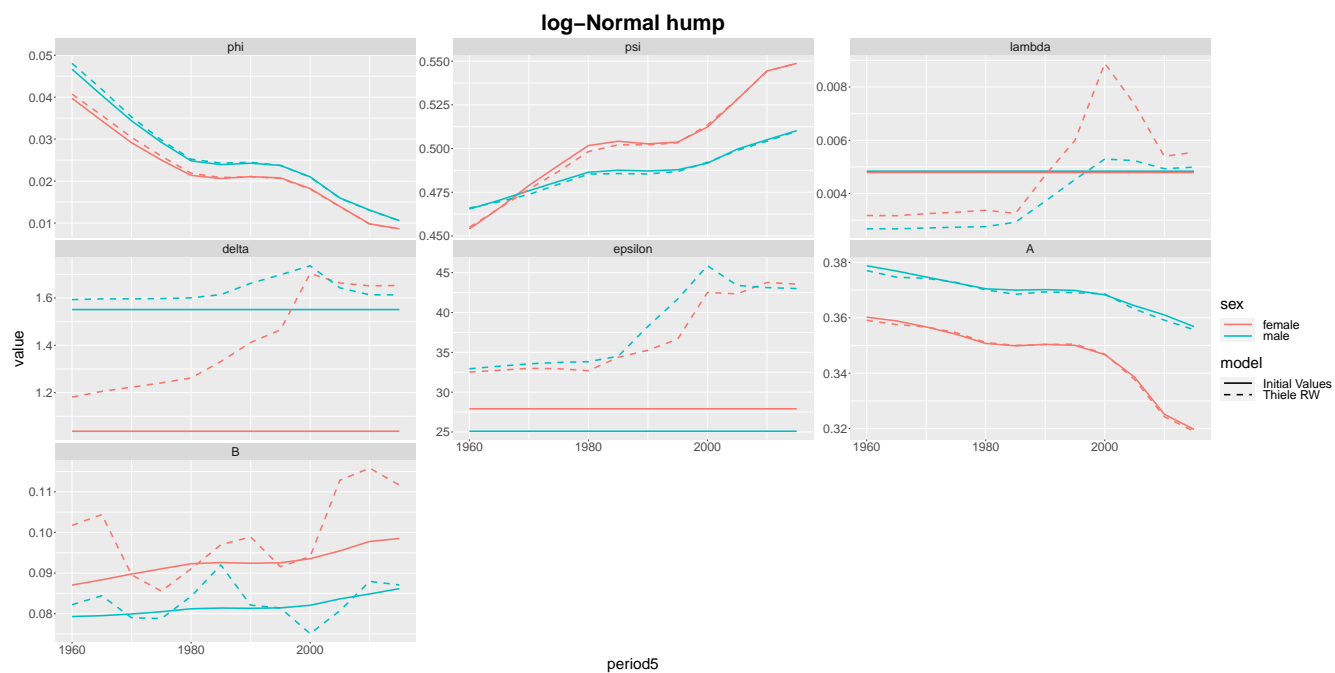 log−Normal hump
phi
psi
lambda
0.05
0.04
0.03
0.02
0.01
0.550
0.525
0.500
0.475
0.450
0.008
0.006
0.004
delta
epsilon
A
1.6
1.4
1.2
45
40
35
30
25
0.38
0.36
0.34
0.32
1960
1980
2000
1960
1980
2000
B
0.11
0.10
0.09
0.08
1960
1980
2000
value
period5
sex
female
male
model
Initial Values
Thiele RW